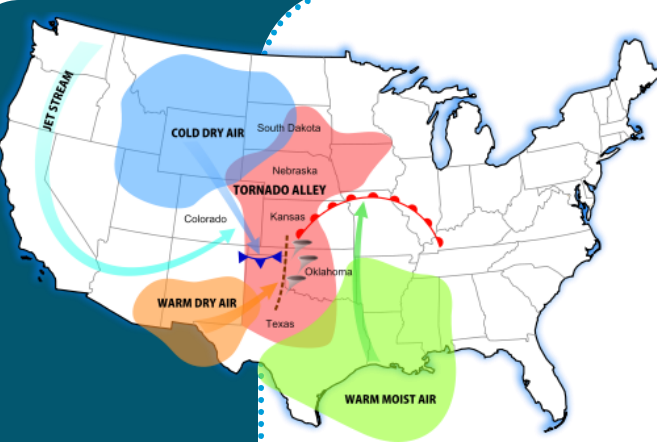 JET STREAM
COLD DRY AIR
South Dakota
Nebraska
TORNADO ALLEY
Colorado
Kansas
Oklahoma
WARM DRY AIR
Texas
WARM MOIST AIR